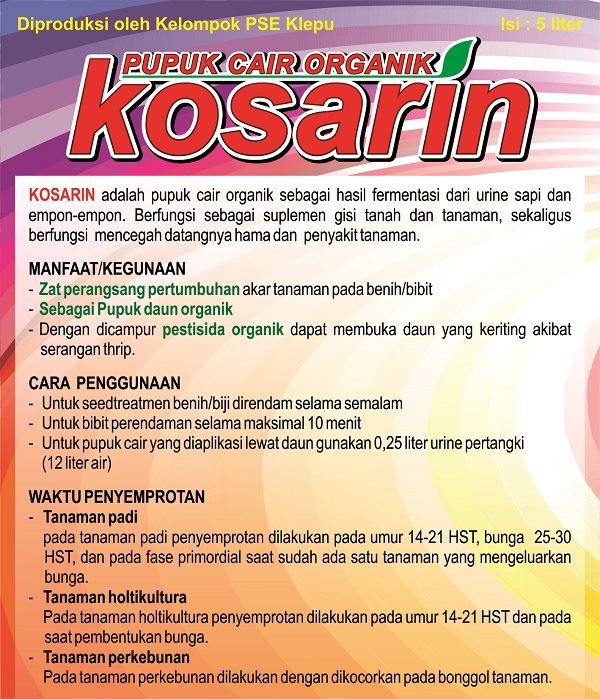 Diproduksi oleh Kelompok PSE Klepu
Isi : 5 liter
PUPUK CAIR ORGANIK
kosarin
KOSARIN adalah pupuk cair organik sebagai hasil fermentasi dari urine sapi dan
empon-empon. Berfungsi sebagai suplemen gisi tanah dan tanaman, sekaligus
berfungsi mencegah datangnya hama dan penyakit tanaman.
MANFAAT/KEGUNAAN
- Zat perangsang pertumbuhan akar tanaman pada benih/bibit
- Sebagai Pupuk daun organik
- Dengan dicampur pestisida organik dapat membuka daun yang keriting akibat
serangan thrip.
CARA PENGGUNAAN
- Untuk seedtreatmen benih/biji direndam selama semalam
- Untuk bibit perendaman selama maksimal 10 menit
- Untuk pupuk cair yang diaplikasi lewat daun gunakan 0,25 liter urine pertangki
(12 liter air)
WAKTU PENYEMPROTAN
- Tanaman padi
pada tanaman padi penyemprotan dilakukan pada umur 14-21 HST, bunga 25-30
HST, dan pada fase primordial saat sudah ada satu tanaman yang mengeluarkan
bunga.
- Tanaman holtikultura
Pada tanaman holtikultura penyemprotan dilakukan pada umur 14-21 HST dan pada
saat pembentukan bunga.
- Tanaman perkebunan
Pada tanaman perkebunan dilakukan dengan dikocorkan pada bonggol tanaman.